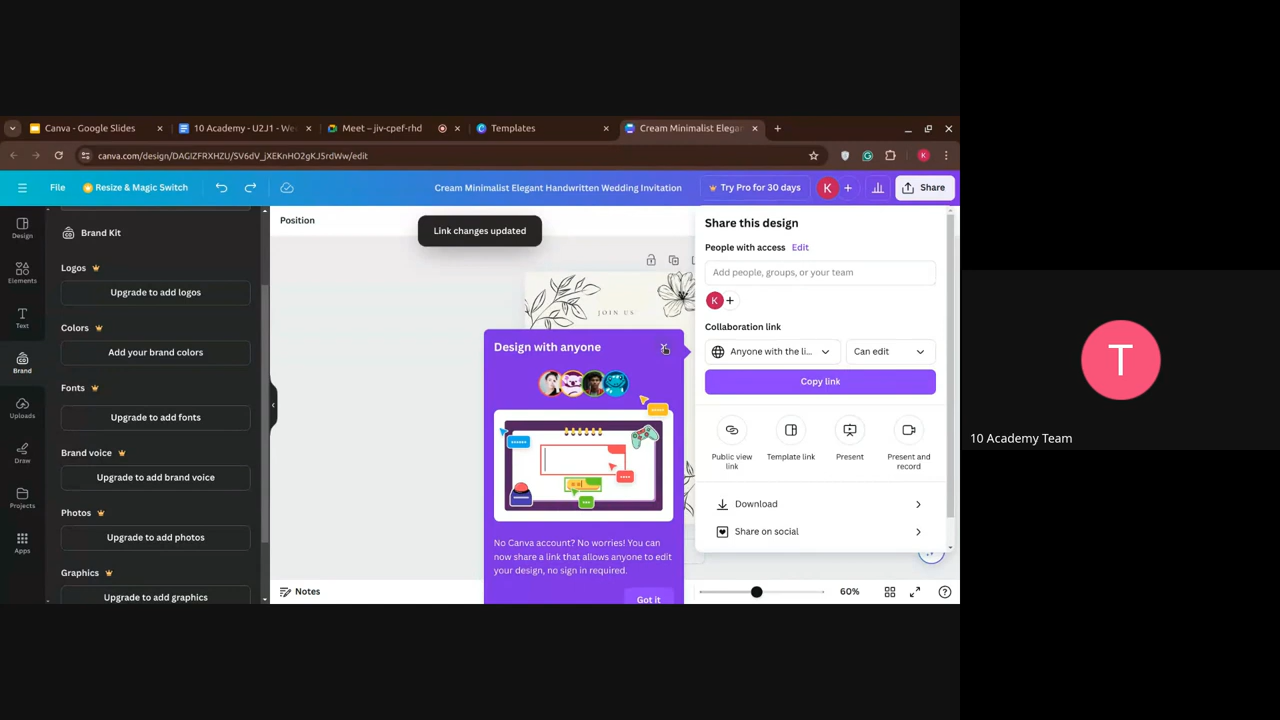 Canva - Google Slides
10 Academy - U2J1 - We
Meet – jiv-cpef-rhd
Templates
Cream Minimalist Elegan
canva.com/design/DAGIZFRXHZU/SV6dV_jXEKnHO2gKJ5rdWw/edit
K
File
Resize & Magic Switch
Cream Minimalist Elegant Handwritten Wedding Invitation
Try Pro for 30 days
K
Share
Design
Elements
Text
Brand
Uploads
Draw
Projects
Apps
Brand Kit
Logos
Upgrade to add logos
Colors
Add your brand colors
Fonts
Upgrade to add fonts
Brand voice
Upgrade to add brand voice
Photos
Upgrade to add photos
Graphics
Upgrade to add graphics
Position
Link changes updated
JOIN US
Design with anyone
No Canva account? No worries! You can
now share a link that allows anyone to edit
your design, no sign in required.
Got it
Share this design
People with access Edit
Add people, groups, or your team
K
Collaboration link
Anyone with the li...
Can edit
Copy link
Public view
link
Template link
Present
Present and
record
Download
Share on social
Notes
60%
T
10 Academy Team